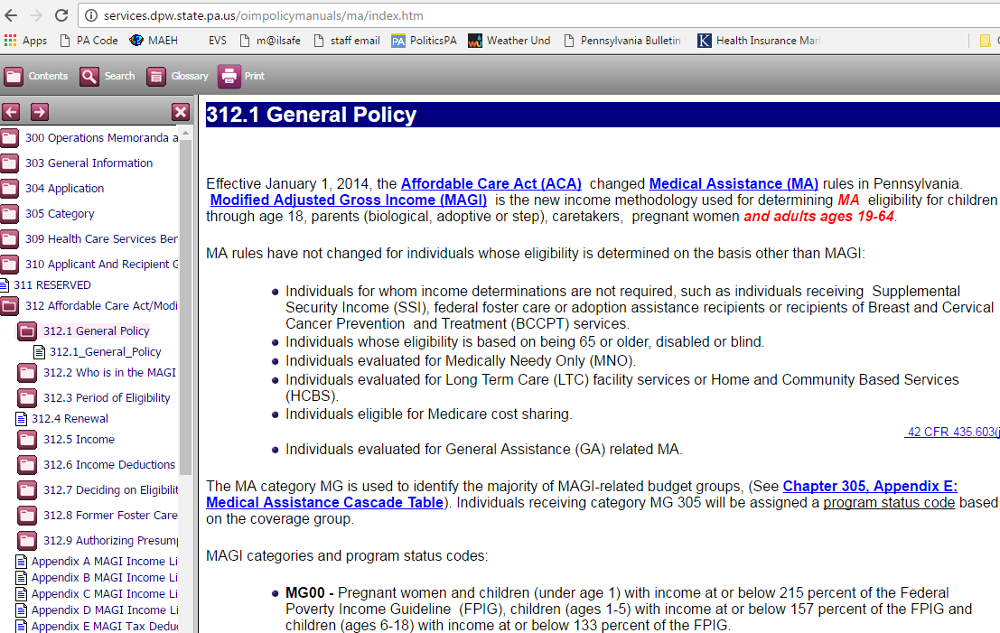 services.dpw.state.pa.us/oimpolicymanuals/ma/index.htm
Apps PA Code MAEH EVS m@ilsafe staff email PA PoliticsPA wu Weather Und Pennsylvania Bulletin K Health Insurance Mar
Contents Search Glossary Print
300 Operations Memoranda a
303 General Information
304 Application
305 Category
309 Health Care Services Ber
310 Applicant And Recipient G
311 RESERVED
312 Affordable Care Act/Modi
312.1 General Policy
312.1_General_Policy
312.2 Who is in the MAGI
312.3 Period of Eligibility
312.4 Renewal
312.5 Income
312.6 Income Deductions
312.7 Deciding on Eligibilit
312.8 Former Foster Care
312.9 Authorizing Presump
Appendix A MAGI Income Li
Appendix B MAGI Income Li
Appendix C MAGI Income Li
Appendix D MAGI Income Li
Appendix E MAGI Tax Deduc
312.1 General Policy
Effective January 1, 2014, the Affordable Care Act (ACA) changed Medical Assistance (MA) rules in Pennsylvania.
Modified Adjusted Gross Income (MAGI) is the new income methodology used for determining MA eligibility for children
through age 18, parents (biological, adoptive or step), caretakers, pregnant women and adults ages 19-64.
MA rules have not changed for individuals whose eligibility is determined on the basis other than MAGI:
Individuals for whom income determinations are not required, such as individuals receiving Supplemental
Security Income (SSI), federal foster care or adoption assistance recipients or recipients of Breast and Cervical
Cancer Prevention and Treatment (BCCPT) services.
Individuals whose eligibility is based on being 65 or older, disabled or blind.
Individuals evaluated for Medically Needy Only (MNO).
Individuals evaluated for Long Term Care (LTC) facility services or Home and Community Based Services
(HCBS).
Individuals eligible for Medicare cost sharing.
42 CFR 435.603(j
Individuals evaluated for General Assistance (GA) related MA.
The MA category MG is used to identify the majority of MAGI-related budget groups, (See Chapter 305, Appendix E:
Medical Assistance Cascade Table). Individuals receiving category MG 305 will be assigned a program status code based
on the coverage group.
MAGI categories and program status codes:
MG00 - Pregnant women and children (under age 1) with income at or below 215 percent of the Federal
Poverty Income Guideline (FPIG), children (ages 1-5) with income at or below 157 percent of the FPIG and
children (ages 6-18) with income at or below 133 percent of the FPIG.